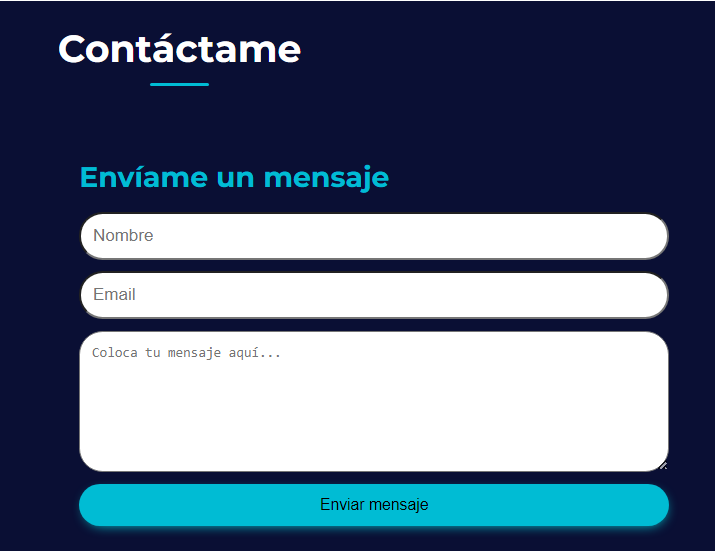 Contáctame
Envíame un mensaje
Nombre
Email
Coloca tu mensaje aquí...
Enviar mensaje